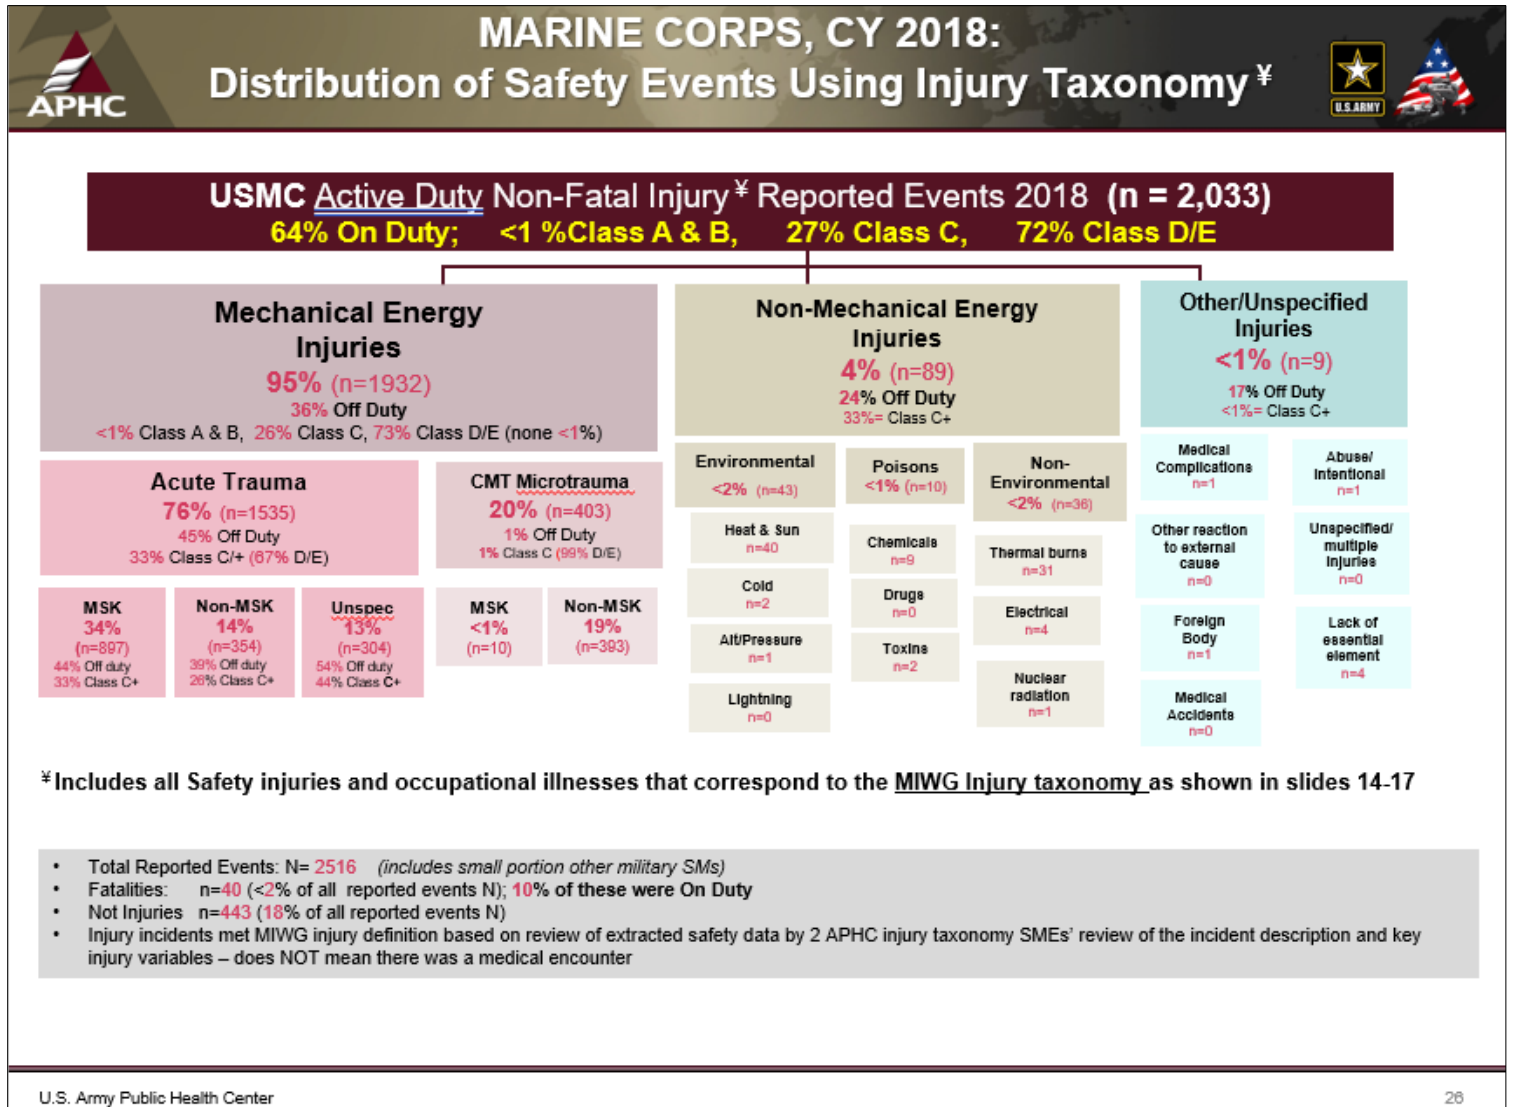 MARINE CORPS, CY 2018:
Distribution of Safety Events Using Injury Taxonomy ¥
APHC
U.S.ARMY
USMC Active Duty Non-Fatal Injury ¥ Reported Events 2018 (n = 2,033)
64% On Duty; <1 %Class A & B, 27% Class C, 72% Class D/E
Mechanical Energy
Injuries
95% (n=1932)
36% Off Duty
<1% Class A & B, 26% Class C, 73% Class D/E (none <1%)
Non-Mechanical Energy
Injuries
4% (n=89)
24% Off Duty
33%= Class C+
Other/Unspecified
Injuries
<1% (n=9)
17% Off Duty
<1%= Class C+
Acute Trauma
76% (n=1535)
45% Off Duty
33% Class C/+ (67% D/E)
CMT Microtrauma
20% (n=403)
1% Off Duty
1% Class C (99% D/E)
MSK
34%
(n=897)
44% Off duty
33% Class C+
Non-MSK
14%
(n=354)
39% Off duty
26% Class C+
Unspec
13%
(n=304)
54% Off duty
44% Class C+
MSK
<1%
(n=10)
Non-MSK
19%
(n=393)
Environmental
<2% (n=43)
Heat & Sun
n=40
Cold
n=2
Alt/Pressure
n=1
Lightning
n=0
Poisons
<1% (n=10)
Chemicals
n=9
Drugs
n=0
Toxins
n=2
Non-
Environmental
<2% (n=36)
Thermal burns
n=31
Electrical
n=4
Nuclear
radiation
n=1
Medical
Complications
n=1
Other reaction
to external
cause
n=0
Foreign
Body
n=1
Medical
Accidents
n=0
Abuse/
Intentional
n=1
Unspecified/
multiple
Injuries
n=0
Lack of
essential
element
n=4
¥ Includes all Safety injuries and occupational illnesses that correspond to the MIWG Injury taxonomy as shown in slides 14-17
• Total Reported Events: N= 2516 (includes small portion other military SMs)
• Fatalities: n=40 (<2% of all reported events N); 10% of these were On Duty
• Not Injuries n=443 (18% of all reported events N)
• Injury incidents met MIWG injury definition based on review of extracted safety data by 2 APHC injury taxonomy SMEs' review of the incident description and key
injury variables – does NOT mean there was a medical encounter
U.S. Army Public Health Center
26